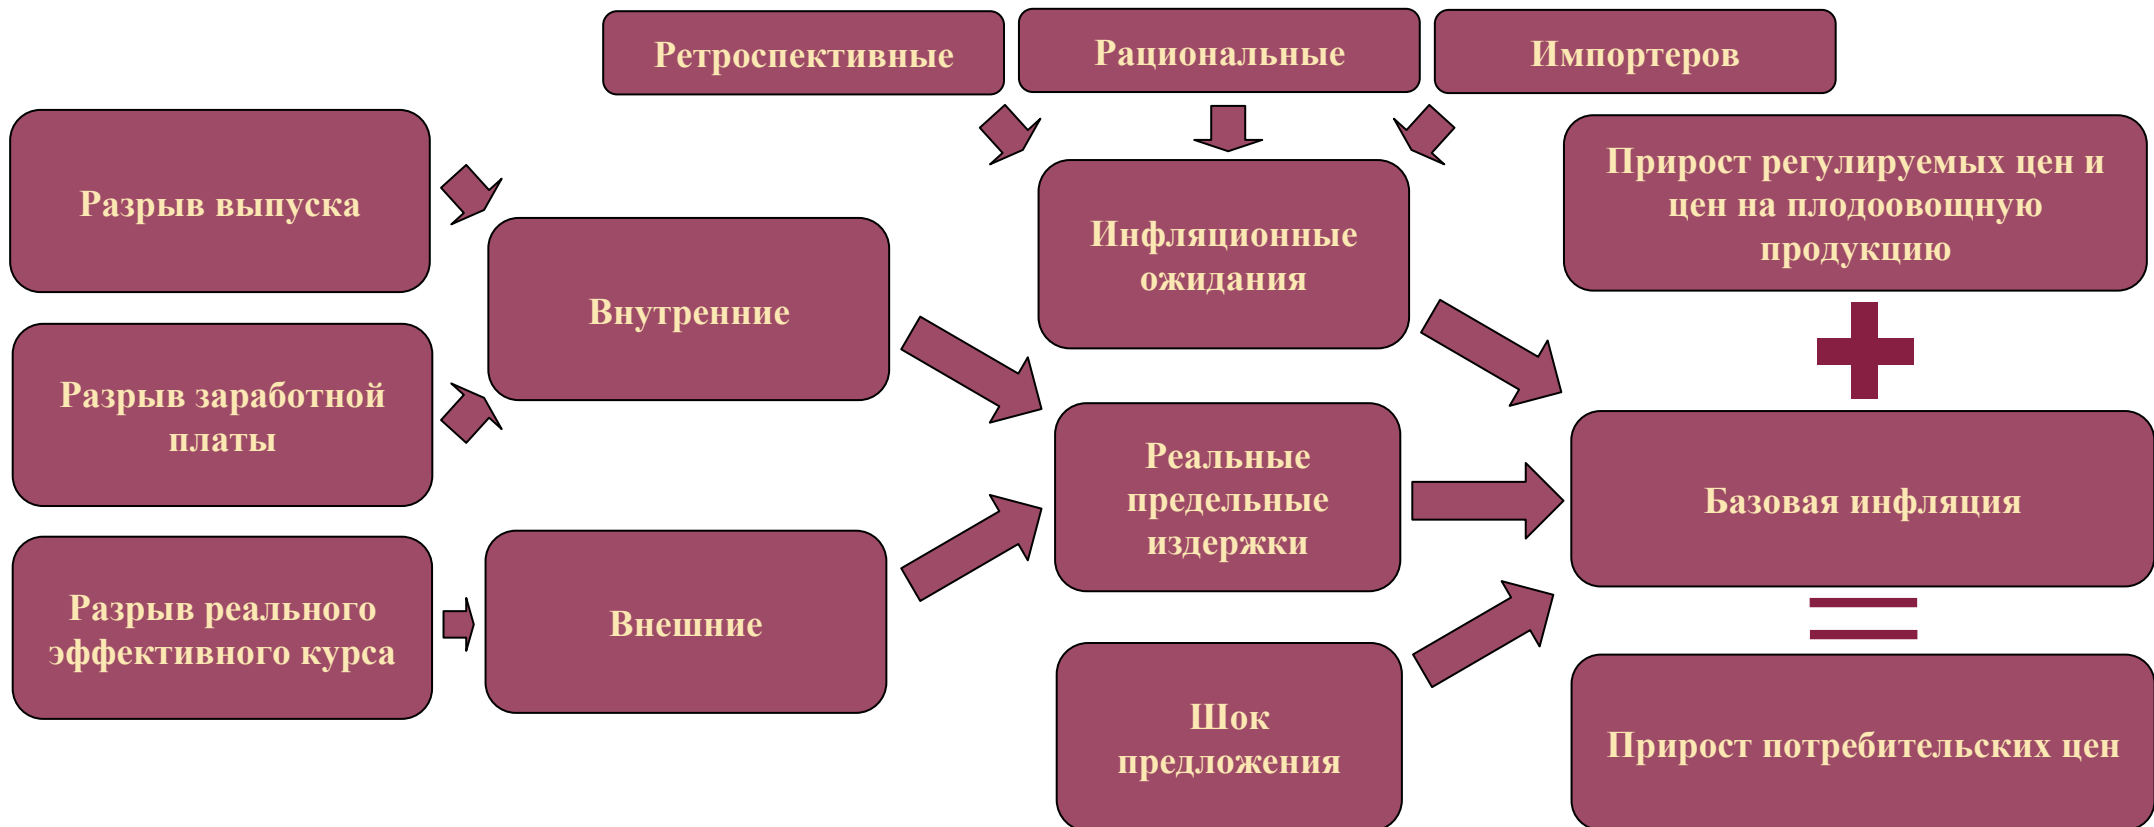 Ретроспективные
Рациональные
Импортеров
Разрыв выпуска
Внутренние
Инфляционные
ожидания
Прирост регулируемых цен и
цен на плодоовощную
продукцию
Разрыв заработной
платы
Реальные
предельные
издержки
Базовая инфляция
Разрыв реального
эффективного курса
Внешние
Шок
предложения
Прирост потребительских цен